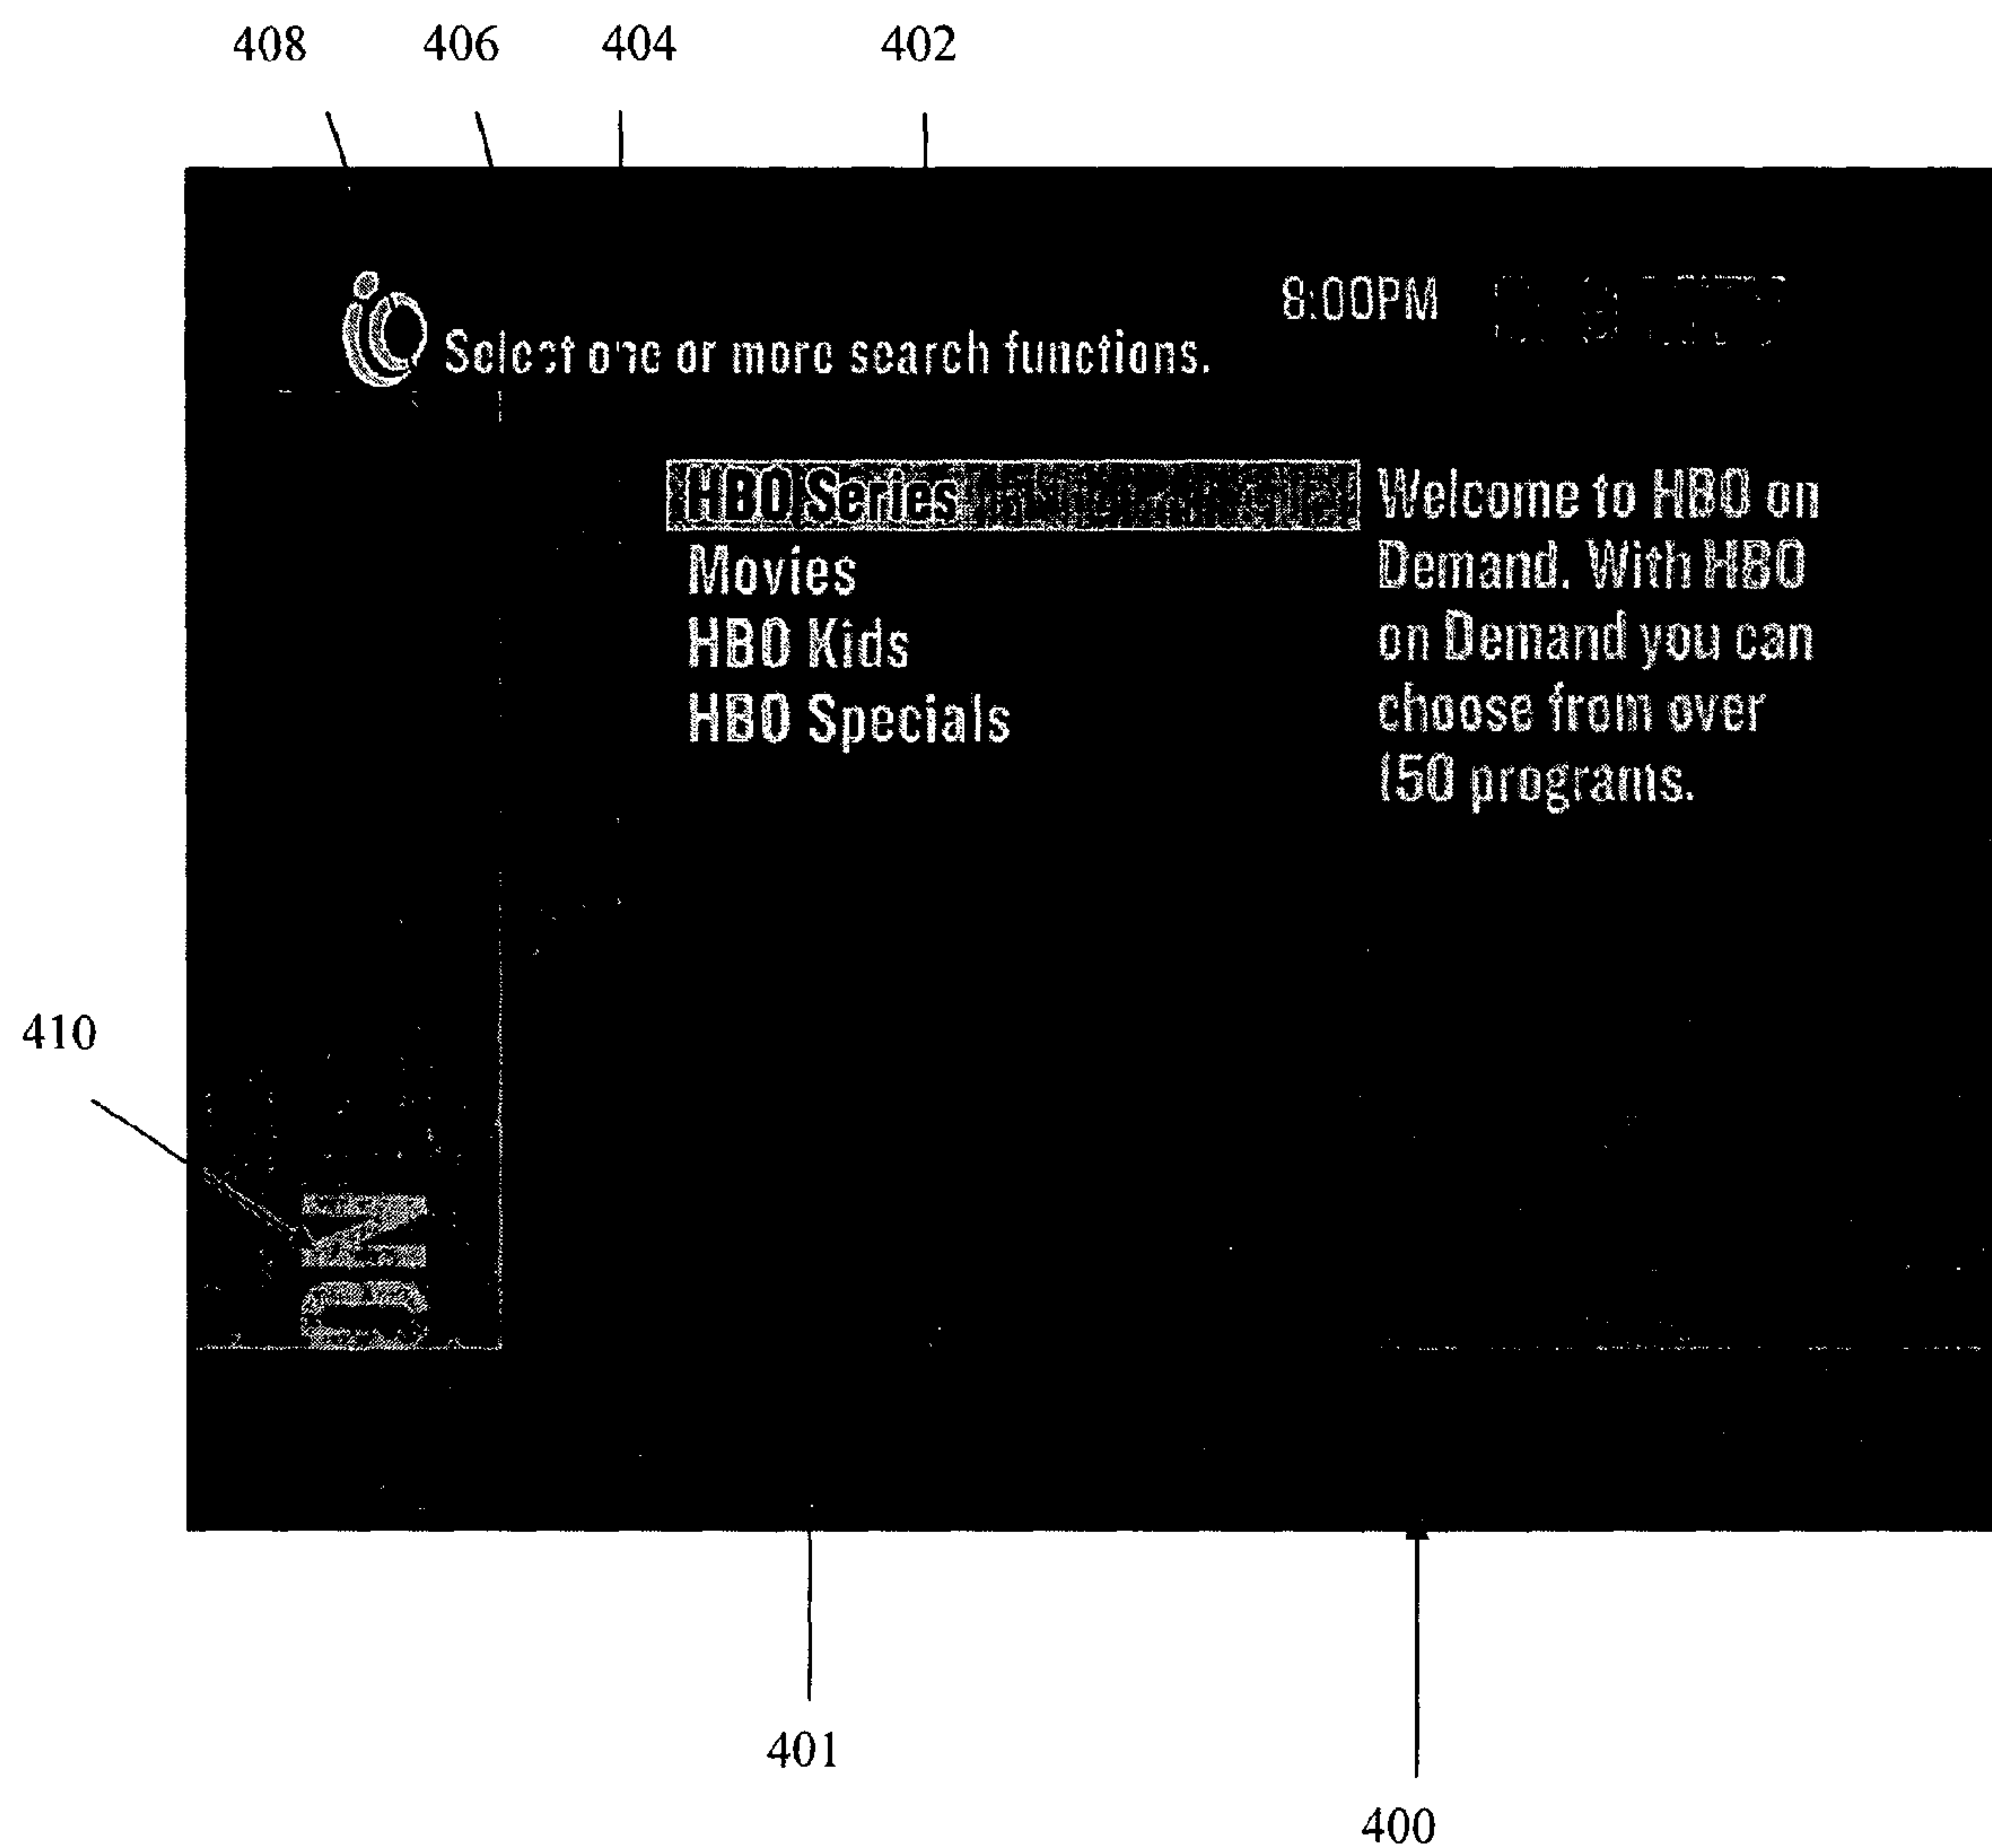 408 406 404 402
8:00PM
Select one or more search functions.
HBO Series
Movies
HBO Kids
HBO Specials
Welcome to HBO on
Demand. With HBO
on Demand you can
choose from over
150 programs.
410
ON
401
400